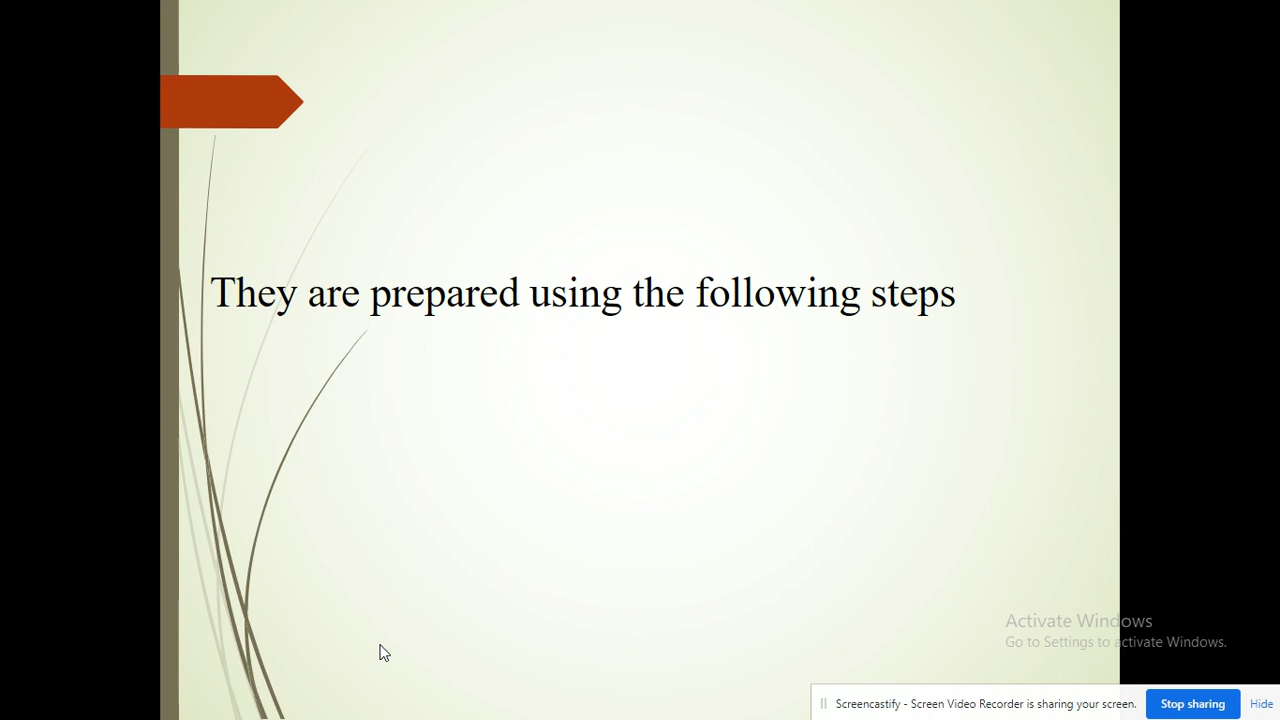 They are prepared using the following steps
Activate Windows
Go to Settings to activate Windows.
Screencastify - Screen Video Recorder is sharing your screen.
Stop sharing
Hide